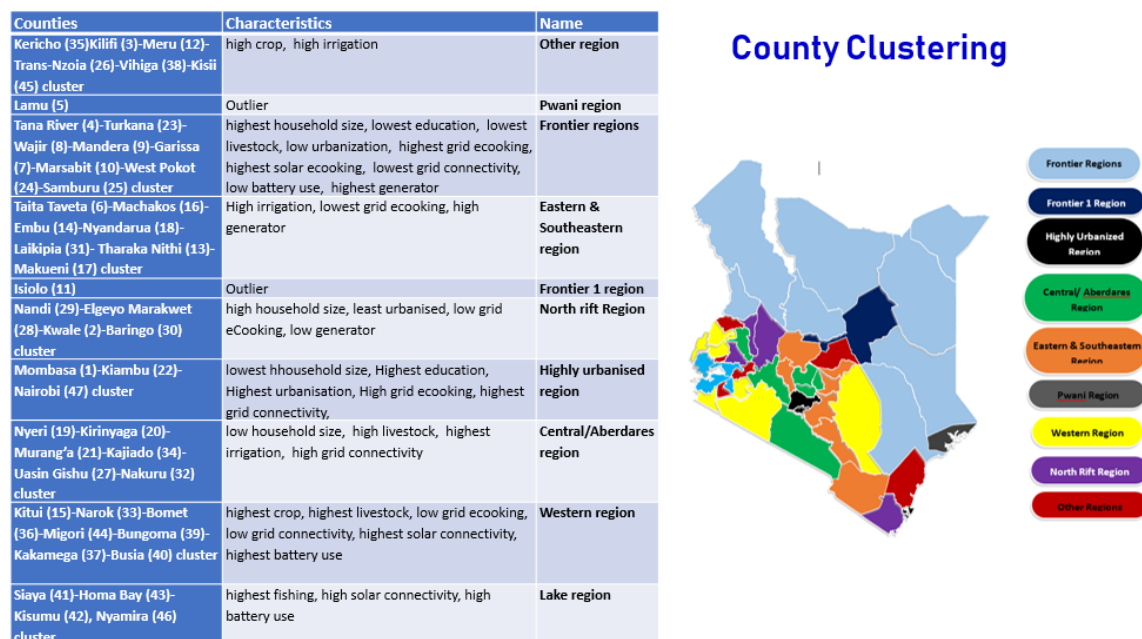 Counties Characteristics Name
Kericho (35)Kilifi (3)-Meru (12)-
Trans-Nzoia (26)-Vihiga (38)-Kisii
(45) cluster
high crop, high irrigation
Other region
Lamu (5)
Outlier
Pwani region
Tana River (4)-Turkana (23)-
Wajir (8)-Mandera (9)-Garissa
(7)-Marsabit (10)-West Pokot
(24)-Samburu (25) cluster
highest household size, lowest education, lowest
livestock, low urbanization, highest grid ecooking,
highest solar ecooking, lowest grid connectivity,
low battery use, highest generator
Frontier regions
Taita Taveta (6)-Machakos (16)-
Embu (14)-Nyandarua (18)-
Laikipia (31)- Tharaka Nithi (13)-
Makueni (17) cluster
High irrigation, lowest grid ecooking, high
generator
Eastern &
Southeastern
region
Isiolo (11)
Outlier
Frontier 1 region
Nandi (29)-Elgeyo Marakwet
(28)-Kwale (2)-Baringo (30)
cluster
high household size, least urbanised, low grid
eCooking, low generator
North rift Region
Mombasa (1)-Kiambu (22)-
Nairobi (47) cluster
lowest hhousehold size, Highest education,
Highest urbanisation, High grid ecooking, highest
grid connectivity,
Highly urbanised
region
Nyeri (19)-Kirinyaga (20)-
Murang'a (21)-Kajiado (34)-
Uasin Gishu (27)-Nakuru (32)
cluster
low household size, high livestock, highest
irrigation, high grid connectivity
Central/Aberdares
region
Kitui (15)-Narok (33)-Bomet
(36)-Migori (44)-Bungoma (39)-
Kakamega (37)-Busia (40) cluster
highest crop, highest livestock, low grid ecooking,
low grid connectivity, highest solar connectivity,
highest battery use
Western region
Siaya (41)-Homa Bay (43)-
Kisumu (42), Nyamira (46)
cluster
highest fishing, high solar connectivity, high
battery use
Lake region
County Clustering
Frontier Regions
Frontier 1 Region
Highly Urbanized
Region
Central/ Aberdares
Region
Eastern & Southeastern
Region
Pwani Region
Western Region
North Rift Region
Other Regions